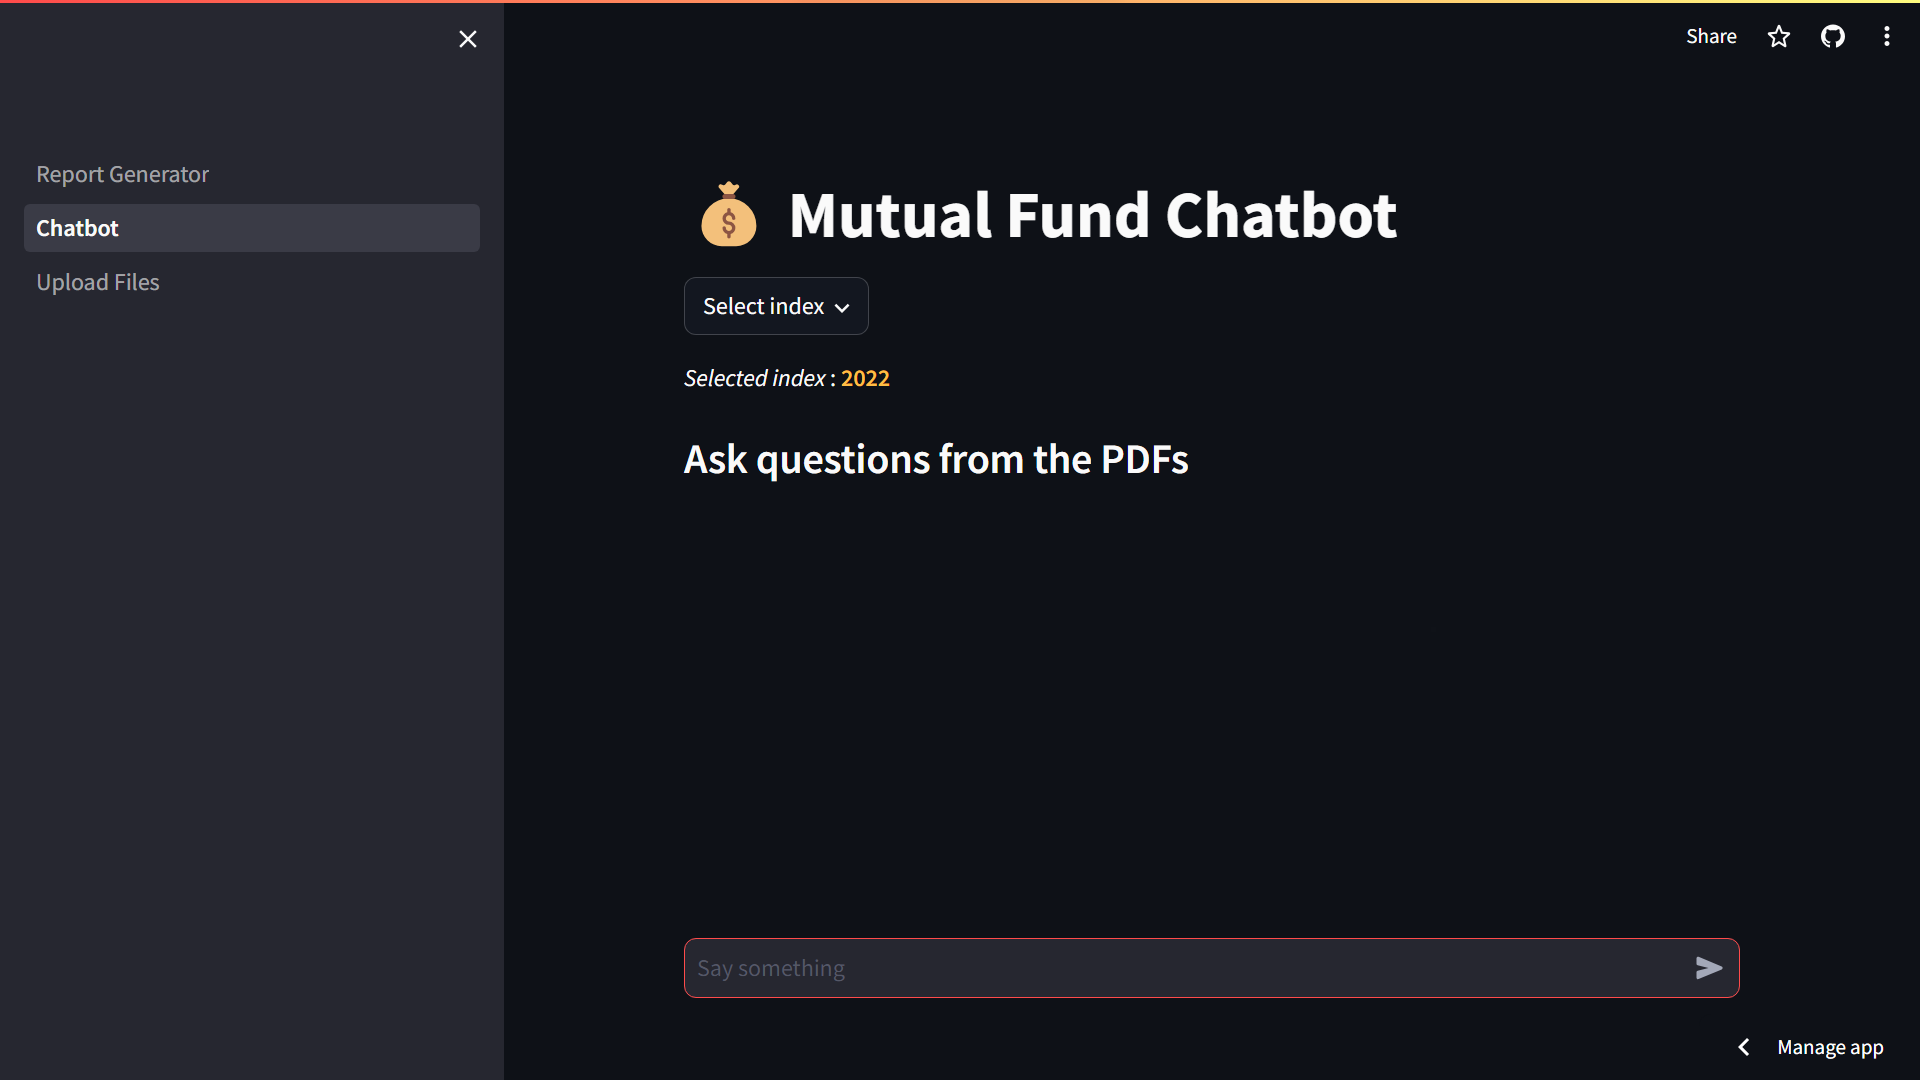 Share
Report Generator
Chatbot
Upload Files
Mutual Fund Chatbot
Select index
Selected index : 2022
Ask questions from the PDFs
Say something
Manage app